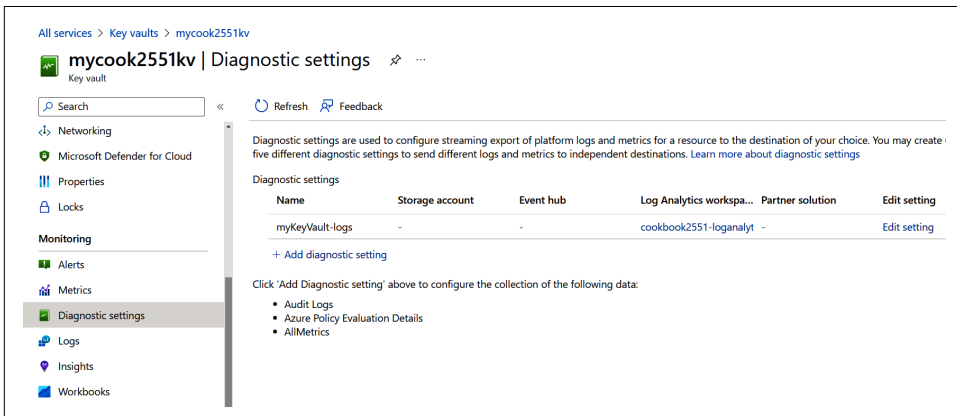 All services > Key vaults > mycook2551kv
mycook2551kv | Diagnostic settings ...
Key vault
Search «
Networking
Microsoft Defender for Cloud
Properties
Locks
Monitoring
Alerts
Metrics
Diagnostic settings
Logs
Insights
Workbooks
Refresh Feedback
Diagnostic settings are used to configure streaming export of platform logs and metrics for a resource to the destination of your choice. You may create
five different diagnostic settings to send different logs and metrics to independent destinations. Learn more about diagnostic settings
Diagnostic settings
Name Storage account Event hub Log Analytics workspa... Partner solution Edit setting
myKeyVault-logs - - cookbook2551-loganalyt - Edit setting
+ Add diagnostic setting
Click 'Add Diagnostic setting' above to configure the collection of the following data:
• Audit Logs
• Azure Policy Evaluation Details
• AllMetrics